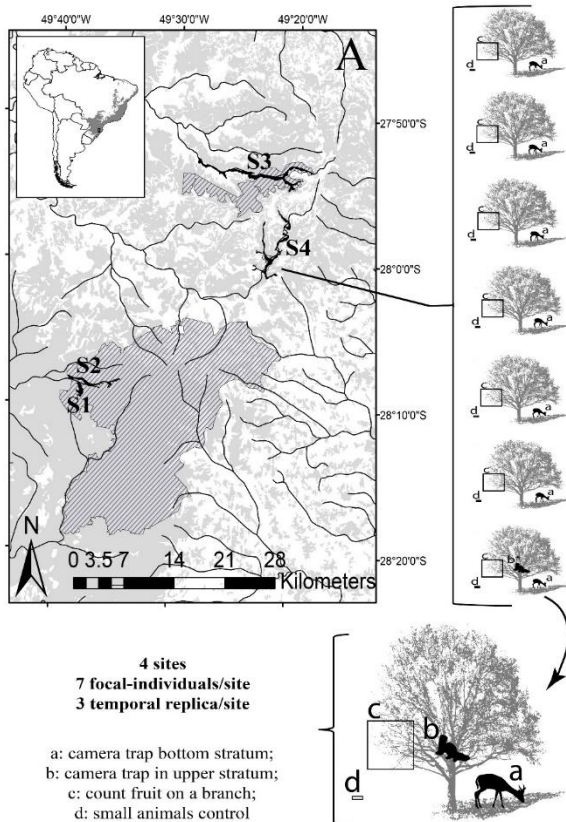 49°40'0"W 49°30'0"W 49°20'0"W
A
27°50'0"S
S3
S4
28°0'0"S
S2
S1
28°10'0"S
N
28°20'0"S
0 3.5 7 14 21 28
Kilometers
c
d
a
c
d
a
c
d
a
c
d
a
c
d
a
c
d
a
c
b
d
a
4 sites
7 focal-individuals/site
3 temporal replica/site
a: camera trap bottom stratum;
b: camera trap in upper stratum;
c: count fruit on a branch;
d: small animals control
c
b
d
a